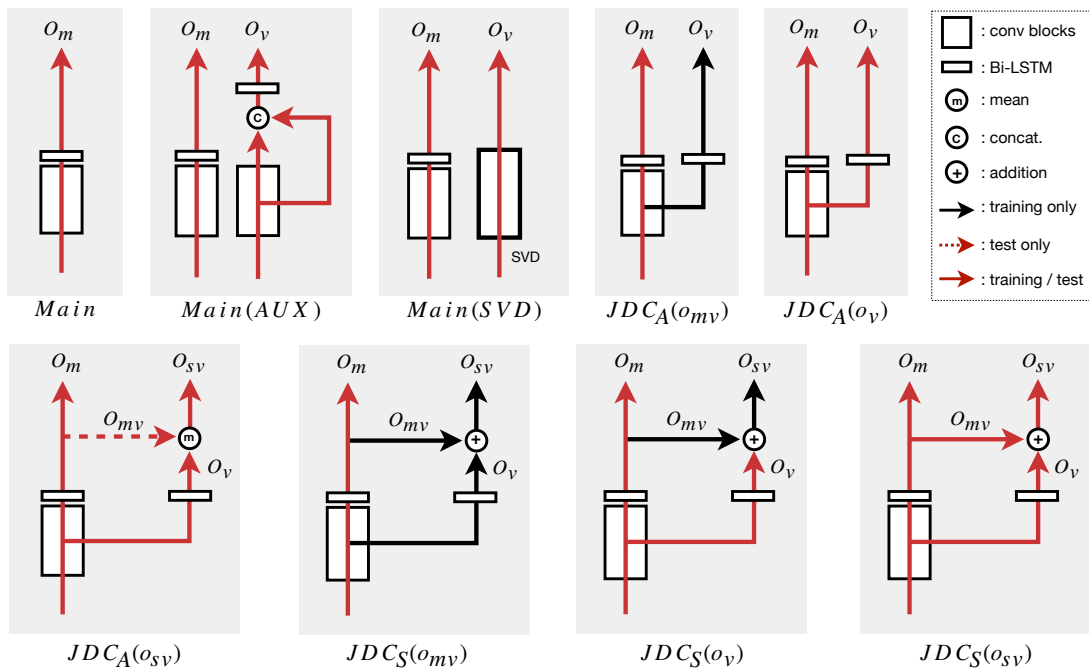 O_m
Main
O_m O_v
C
Main(AUX)
O_m O_v
SVD
Main(SVD)
O_m O_v
JDC_A(o_mv)
O_m O_v
JDC_A(o_v)
: conv blocks
: Bi-LSTM
m : mean
C : concat.
+ : addition
: training only
: test only
: training / test
O_m O_sv
O_mv
m
O_v
JDC_A(o_sv)
O_m O_sv
O_mv
+
O_v
JDC_S(o_mv)
O_m O_sv
O_mv
+
O_v
JDC_S(o_v)
O_m O_sv
O_mv
+
O_v
JDC_S(o_sv)